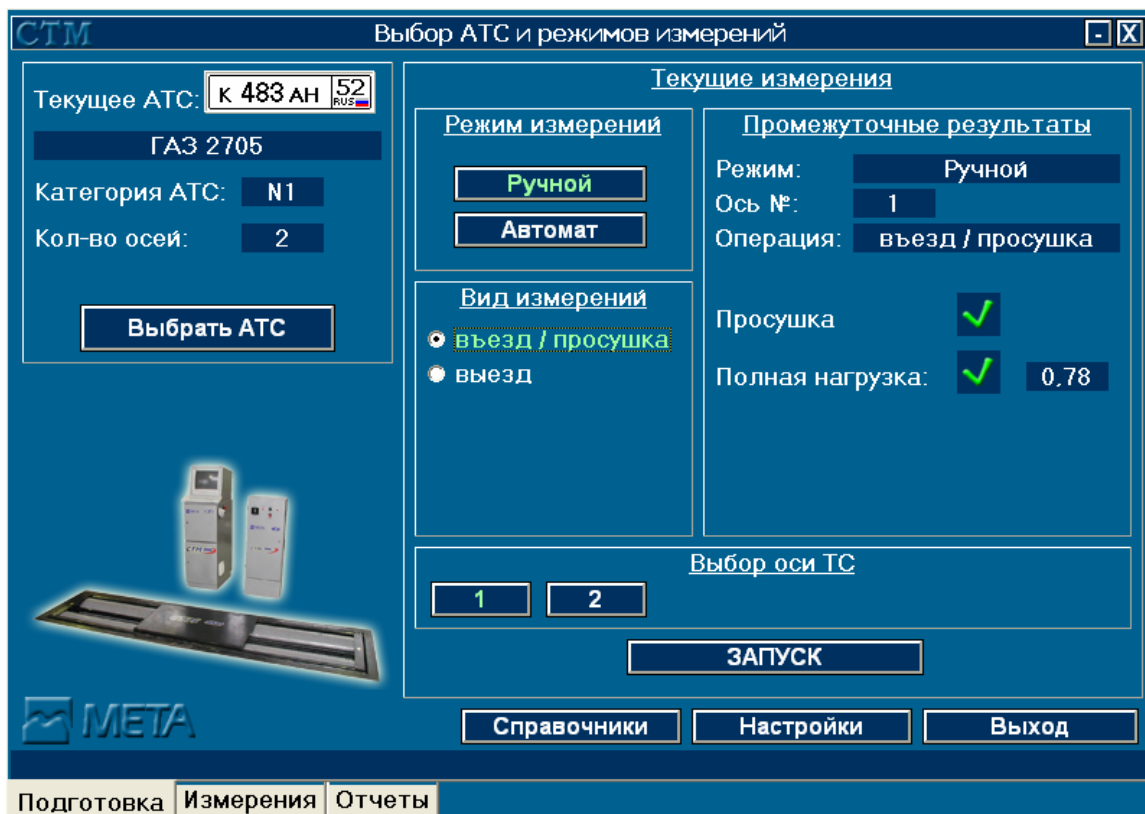 СТМ
Выбор АТС и режимов измерений
- X
Текущее АТС: К 483 АН 52 RUS
ГАЗ 2705
Категория АТС: N1
Кол-во осей: 2
Выбрать АТС
Текущие измерения
Режим измерений
Ручной
Автомат
Вид измерений
въезд / просушка
выезд
Промежуточные результаты
Режим: Ручной
Ось №: 1
Операция: въезд / просушка
Просушка
Полная нагрузка: 0,78
Выбор оси ТС
1 2
ЗАПУСК
МЕТА
Справочники Настройки Выход
Подготовка Измерения Отчеты